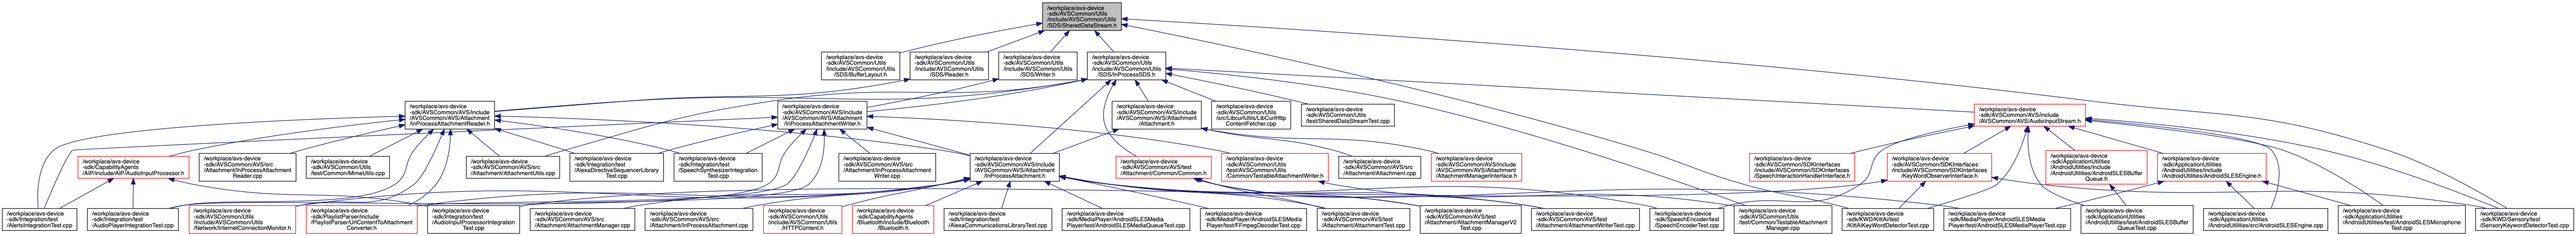 /workplace/avs-device
-sdk/AVSCommon/Utils
/include/AVSCommon/Utils
/SDS/SharedDataStream.h
/workplace/avs-device
-sdk/AVSCommon/Utils
/include/AVSCommon/Utils
/SDS/BufferLayout.h
/workplace/avs-device
-sdk/AVSCommon/Utils
/include/AVSCommon/Utils
/SDS/Reader.h
/workplace/avs-device
-sdk/AVSCommon/Utils
/include/AVSCommon/Utils
/SDS/Writer.h
/workplace/avs-device
-sdk/AVSCommon/Utils
/include/AVSCommon/Utils
/SDS/InProcessSDS.h
/workplace/avs-device
-sdk/AVSCommon/AVS/include
/AVSCommon/AVS/Attachment
/InProcessAttachmentReader.h
/workplace/avs-device
-sdk/AVSCommon/AVS/include
/AVSCommon/AVS/Attachment
/InProcessAttachmentWriter.h
/workplace/avs-device
-sdk/AVSCommon/AVS/include
/AVSCommon/AVS/Attachment
/Attachment.h
/workplace/avs-device
-sdk/AVSCommon/Utils
/src/LibcurlUtils/LibCurlHttp
ContentFetcher.cpp
/workplace/avs-device
-sdk/AVSCommon/Utils
/test/SharedDataStreamTest.cpp
/workplace/avs-device
-sdk/AVSCommon/AVS/include
/AVSCommon/AVS/AudioInputStream.h
/workplace/avs-device
-sdk/CapabilityAgents
/AIP/include/AIP/AudioInputProcessor.h
/workplace/avs-device
-sdk/AVSCommon/AVS/src
/Attachment/InProcessAttachment
Reader.cpp
/workplace/avs-device
-sdk/AVSCommon/Utils
/test/Common/MimeUtils.cpp
/workplace/avs-device
-sdk/AVSCommon/AVS/src
/Attachment/AttachmentUtils.cpp
/workplace/avs-device
-sdk/Integration/test
/AlexaDirectiveSequencerLibrary
Test.cpp
/workplace/avs-device
-sdk/Integration/test
/SpeechSynthesizerIntegration
Test.cpp
/workplace/avs-device
-sdk/AVSCommon/AVS/src
/Attachment/InProcessAttachment
Writer.cpp
/workplace/avs-device
-sdk/AVSCommon/AVS/include
/AVSCommon/AVS/Attachment
/InProcessAttachment.h
/workplace/avs-device
-sdk/AVSCommon/AVS/test
/Attachment/Common/Common.h
/workplace/avs-device
-sdk/AVSCommon/Utils
/test/AVSCommon/Utils
/Common/TestableAttachmentWriter.h
/workplace/avs-device
-sdk/AVSCommon/AVS/src
/Attachment/Attachment.cpp
/workplace/avs-device
-sdk/AVSCommon/AVS/include
/AVSCommon/AVS/Attachment
/AttachmentManagerInterface.h
/workplace/avs-device
-sdk/AVSCommon/SDKInterfaces
/include/AVSCommon/SDKInterfaces
/SpeechInteractionHandlerInterface.h
/workplace/avs-device
-sdk/AVSCommon/SDKInterfaces
/include/AVSCommon/SDKInterfaces
/KeyWordObserverInterface.h
/workplace/avs-device
-sdk/ApplicationUtilities
/AndroidUtilities/include
/AndroidUtilities/AndroidSLESBuffer
Queue.h
/workplace/avs-device
-sdk/ApplicationUtilities
/AndroidUtilities/include
/AndroidUtilities/AndroidSLESEngine.h
/workplace/avs-device
-sdk/Integration/test
/AlertsIntegrationTest.cpp
/workplace/avs-device
-sdk/Integration/test
/AudioPlayerIntegrationTest.cpp
/workplace/avs-device
-sdk/AVSCommon/Utils
/include/AVSCommon/Utils
/Network/InternetConnectionMonitor.h
/workplace/avs-device
-sdk/PlaylistParser/include
/PlaylistParser/UrlContentToAttachment
Converter.h
/workplace/avs-device
-sdk/Integration/test
/AudioInputProcessorIntegration
Test.cpp
/workplace/avs-device
-sdk/AVSCommon/AVS/src
/Attachment/AttachmentManager.cpp
/workplace/avs-device
-sdk/AVSCommon/AVS/src
/Attachment/InProcessAttachment.cpp
/workplace/avs-device
-sdk/AVSCommon/Utils
/include/AVSCommon/Utils
/HTTPContent.h
/workplace/avs-device
-sdk/CapabilityAgents
/Bluetooth/include/Bluetooth
/Bluetooth.h
/workplace/avs-device
-sdk/Integration/test
/AlexaCommunicationsLibraryTest.cpp
/workplace/avs-device
-sdk/MediaPlayer/AndroidSLESMedia
Player/test/AndroidSLESMediaQueueTest.cpp
/workplace/avs-device
-sdk/MediaPlayer/AndroidSLESMedia
Player/test/FFmpegDecoderTest.cpp
/workplace/avs-device
-sdk/AVSCommon/AVS/test
/Attachment/AttachmentTest.cpp
/workplace/avs-device
-sdk/AVSCommon/AVS/test
/Attachment/AttachmentManagerV2
Test.cpp
/workplace/avs-device
-sdk/AVSCommon/AVS/test
/Attachment/AttachmentWriterTest.cpp
/workplace/avs-device
-sdk/SpeechEncoder/test
/SpeechEncoderTest.cpp
/workplace/avs-device
-sdk/AVSCommon/Utils
/test/Common/TestableAttachment
Manager.cpp
/workplace/avs-device
-sdk/KWD/KittAi/test
/KittAiKeyWordDetectorTest.cpp
/workplace/avs-device
-sdk/MediaPlayer/AndroidSLESMedia
Player/test/AndroidSLESMediaPlayerTest.cpp
/workplace/avs-device
-sdk/ApplicationUtilities
/AndroidUtilities/test/AndroidSLESBuffer
QueueTest.cpp
/workplace/avs-device
-sdk/ApplicationUtilities
/AndroidUtilities/src/AndroidSLESEngine.cpp
/workplace/avs-device
-sdk/ApplicationUtilities
/AndroidUtilities/test/AndroidSLESMicrophone
Test.cpp
/workplace/avs-device
-sdk/KWD/Sensory/test
/SensoryKeywordDetectorTest.cpp